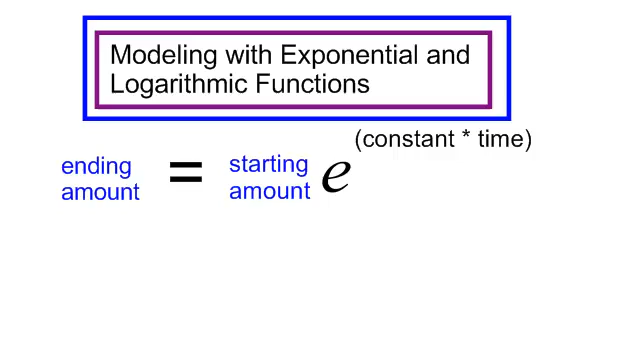 Modeling with Exponential and
Logarithmic Functions
(constant * time)
ending amount = starting amount e